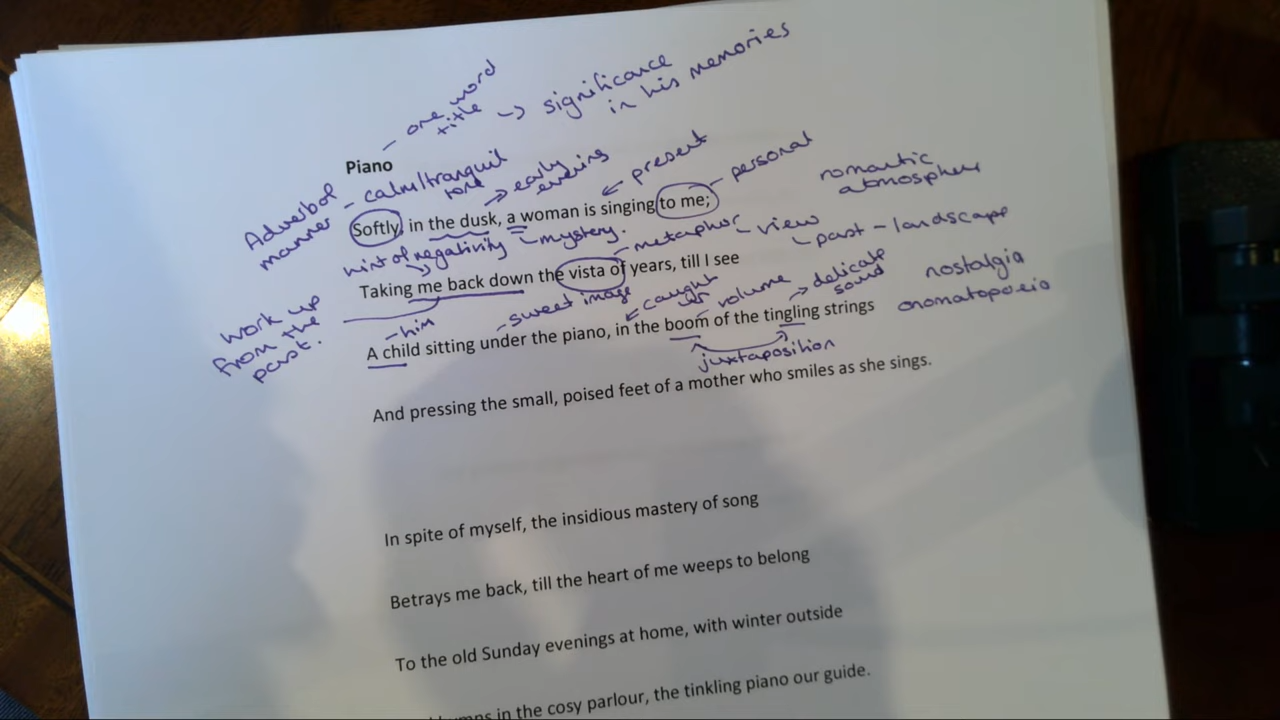 one word
title -> significance
in his memories
Piano
Adverb of
manner - calm/tranquil
tone
early
evening
present
personal
romantic
atmosphere
Softly, in the dusk, a woman is singing to me;
hint of negativity
mystery.
metaphor
view
past - landscape
Taking me back down the vista of years, till I see
work up
from the
past.
him
sweet image
caught
up
volume
delicate
sound
nostalgia
onomatopoeia
A child sitting under the piano, in the boom of the tingling strings
juxtaposition
And pressing the small, poised feet of a mother who smiles as she sings.
In spite of myself, the insidious mastery of song
Betrays me back, till the heart of me weeps to belong
To the old Sunday evenings at home, with winter outside
in the cosy parlour, the tinkling piano our guide.